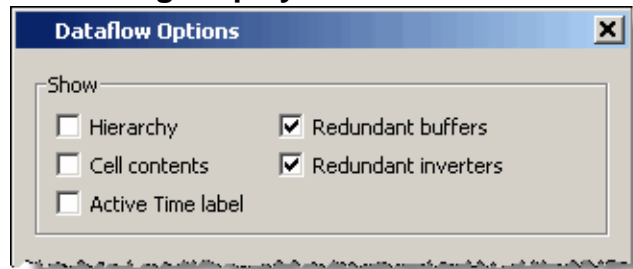 Dataflow Options
Show
Hierarchy
Redundant buffers
Cell contents
Redundant inverters
Active Time label